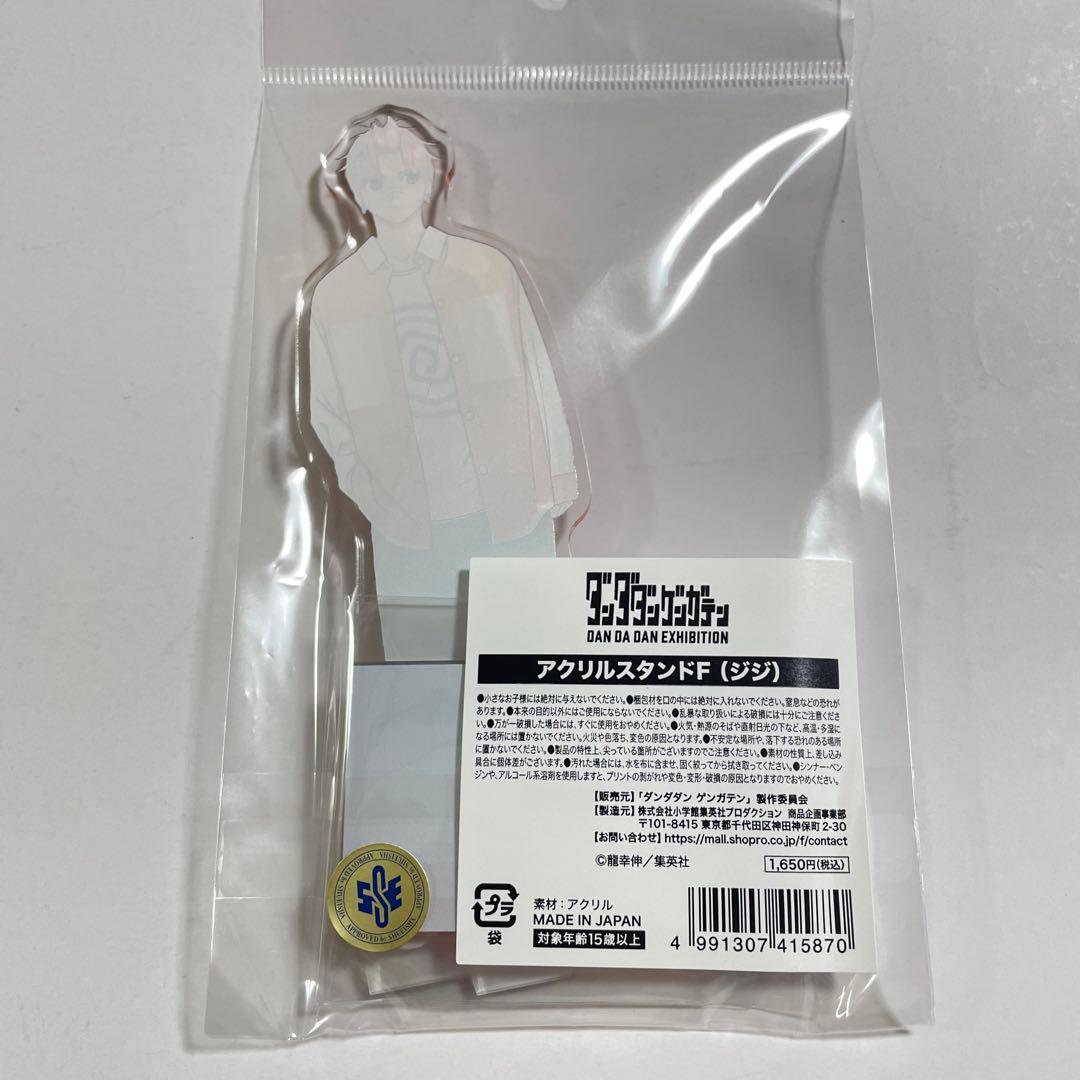 ダンダダンゲンガテン
DAN DA DAN EXHIBITION
アクリルスタンドF（ジジ）
●小さなお子様には絶対に与えないでください。●梱包材を口の中には絶対に入れないでください。窒息などの恐れが
あります。●本来の目的以外にはご使用にならないでください。●乱暴な取り扱いによる破損には十分にご注意くださ
い。●万が一破損した場合には、すぐに使用をおやめください。●火気・熱源のそばや直射日光の下など、高温・多湿に
なる場所には置かないでください。火災や色落ち、変色の原因となります。●不安定な場所や、落下する恐れのある場所
に置かないでください。●製品の特性上、尖っている箇所がございますのでご注意ください。●素材の性質上、差し込み
具合に個体差がございます。●汚れた場合には、水を布に含ませ、固く絞ってから拭き取ってください。●シンナー・ベン
ジンや、アルコール系溶剤を使用しますと、プリントの剥がれや変色・変形・破損の原因となりますのでおやめください。
【販売元】「ダンダダン ゲンガテン」製作委員会
【製造元】株式会社小学館集英社プロダクション 商品企画事業部
〒101-8415 東京都千代田区神田神保町2-30
【お問い合わせ】https://mall.shopro.co.jp/f/contact
©龍幸伸／集英社
1,650円(税込)
プラ
袋
素材：アクリル
MADE IN JAPAN
対象年齢15歳以上
4 991307 415870
SSE
APPROVED by SHUEISHA
APPROVED by SHUEISHA